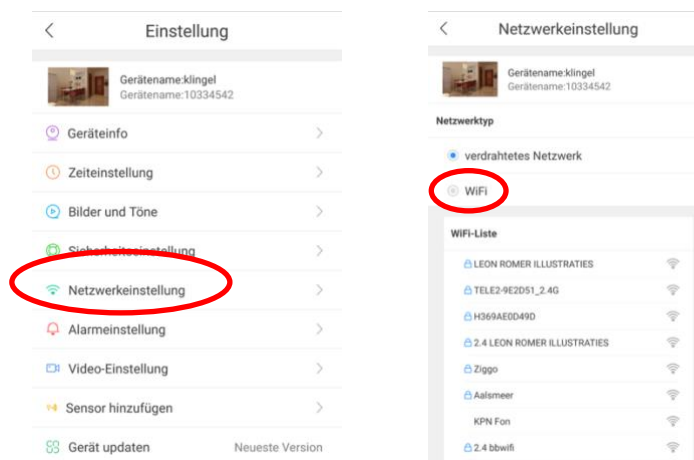 Einstellung
Gerätename:klingel
Gerätename:10334542
Geräteinfo
Zeiteinstellung
Bilder und Töne
Sicherheitseinstellung
Netzwerkeinstellung
Alarmeinstellung
Video-Einstellung
Sensor hinzufügen
Gerät updaten Neueste Version
Netzwerkeinstellung
Gerätename:klingel
Gerätename:10334542
Netzwerktyp
verdrahtetes Netzwerk
WiFi
WiFi-Liste
LEON ROMER ILLUSTRATIES
TELE2-9E2D51_2.4G
H369AE0D49D
2.4 LEON ROMER ILLUSTRATIES
Ziggo
Aalsmeer
KPN Fon
2.4 bbwifi